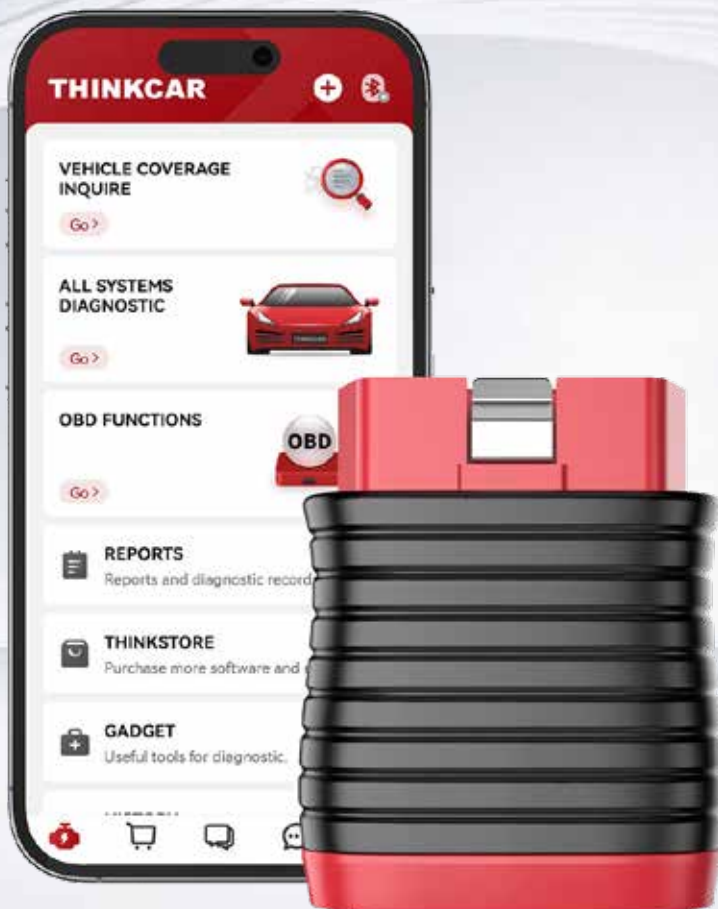 THINKCAR
VEHICLE COVERAGE
INQUIRE
Go >
ALL SYSTEMS
DIAGNOSTIC
THINKCAR
Go >
OBD FUNCTIONS
OBD
Go >
REPORTS
Reports and diagnostic record
THINKSTORE
Purchase more software and
GADGET
Useful tools for diagnostic.